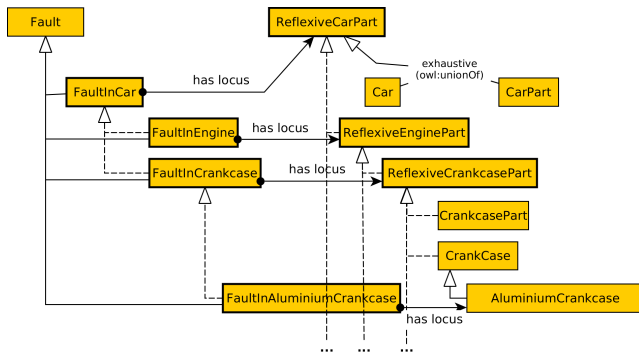 Fault
ReflexiveCarPart
exhaustive
(owl:unionOf)
has locus
FaultInCar
Car
CarPart
FaultInEngine
has locus
ReflexiveEnginePart
FaultInCrankcase
has locus
ReflexiveCrankcasePart
CrankcasePart
CrankCase
FaultInAluminiumCrankcase
has locus
AluminiumCrankcase
... ... ...